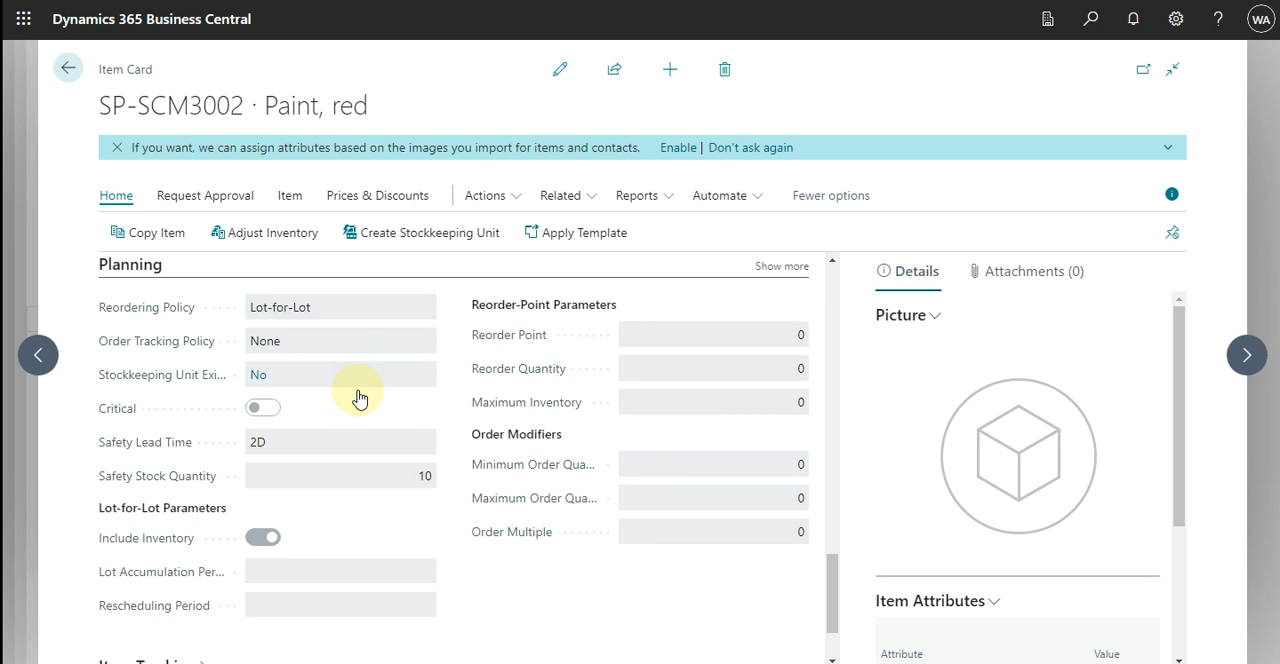 Dynamics 365 Business Central
?
WA
Item Card
SP-SCM3002 · Paint, red
If you want, we can assign attributes based on the images you import for items and contacts. Enable | Don't ask again
Home Request Approval Item Prices & Discounts Actions Related Reports Automate Fewer options
Copy Item Adjust Inventory Create Stockkeeping Unit Apply Template
Planning Show more
Reordering Policy Lot-for-Lot
Order Tracking Policy None
Stockkeeping Unit Exi... No
Critical
Safety Lead Time 2D
Safety Stock Quantity 10
Lot-for-Lot Parameters
Include Inventory
Lot Accumulation Per...
Rescheduling Period
Reorder-Point Parameters
Reorder Point 0
Reorder Quantity 0
Maximum Inventory 0
Order Modifiers
Minimum Order Qua... 0
Maximum Order Qua... 0
Order Multiple 0
Details Attachments (0)
Picture
Item Attributes
Attribute Value